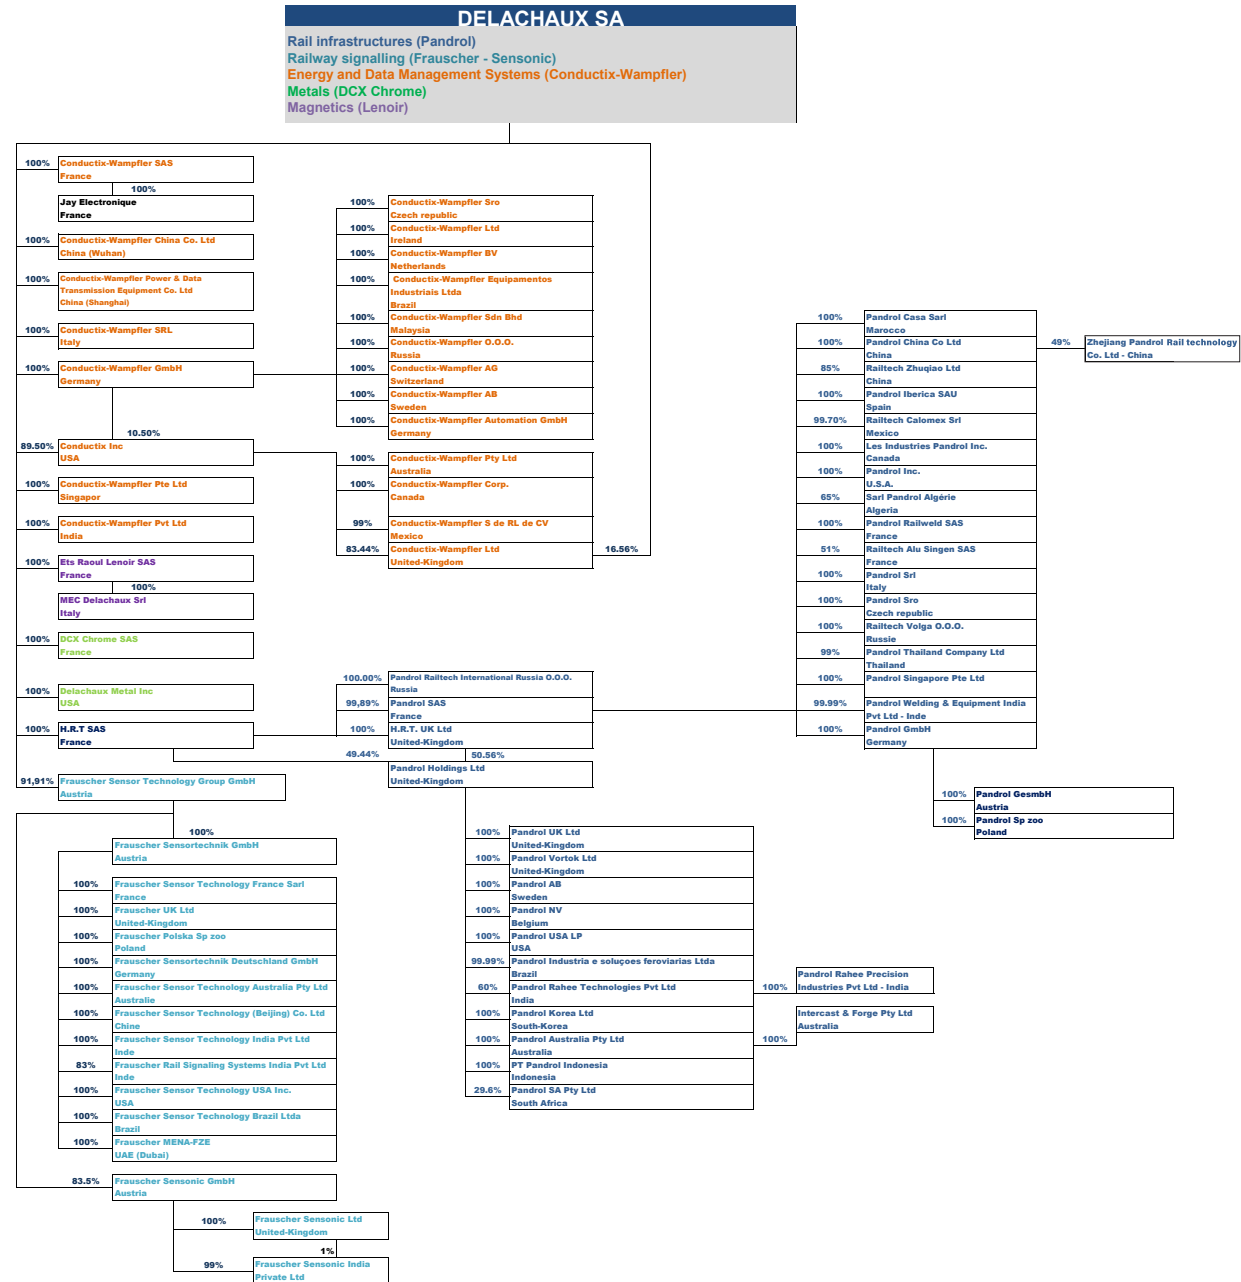 DELACHAUX SA
Rail infrastructures (Pandrol)
Railway signalling (Frauscher - Sensonic)
Energy and Data Management Systems (Conductix-Wampfler)
Metals (DCX Chrome)
Magnetics (Lenoir)
100%
Conductix-Wampfler SAS
France
100%
Jay Electronique
France
100%
Conductix-Wampfler China Co. Ltd
China (Wuhan)
100%
Conductix-Wampfler Power & Data
Transmission Equipment Co. Ltd
China (Shanghai)
100%
Conductix-Wampfler SRL
Italy
100%
Conductix-Wampfler GmbH
Germany
10.50%
89.50%
Conductix Inc
USA
100%
Conductix-Wampfler Pte Ltd
Singapor
100%
Conductix-Wampfler Pvt Ltd
India
100%
Ets Raoul Lenoir SAS
France
100%
MEC Delachaux Srl
Italy
100%
DCX Chrome SAS
France
100%
Delachaux Metal Inc
USA
100%
H.R.T SAS
France
91,91%
Frauscher Sensor Technology Group GmbH
Austria
100%
Conductix-Wampfler Sro
Czech republic
100%
Conductix-Wampfler Ltd
Ireland
100%
Conductix-Wampfler BV
Netherlands
100%
Conductix-Wampfler Equipamentos
Industriais Ltda
Brazil
100%
Conductix-Wampfler Sdn Bhd
Malaysia
100%
Conductix-Wampfler O.O.O.
Russia
100%
Conductix-Wampfler AG
Switzerland
100%
Conductix-Wampfler AB
Sweden
100%
Conductix-Wampfler Automation GmbH
Germany
100%
Conductix-Wampfler Pty Ltd
Australia
100%
Conductix-Wampfler Corp.
Canada
99%
Conductix-Wampfler S de RL de CV
Mexico
83.44%
Conductix-Wampfler Ltd
United-Kingdom
16.56%
100.00%
Pandrol Railtech International Russia O.O.O.
Russia
99,89%
Pandrol SAS
France
100%
H.R.T. UK Ltd
United-Kingdom
49.44%
50.56%
Pandrol Holdings Ltd
United-Kingdom
100%
Pandrol Casa Sarl
Marocco
100%
Pandrol China Co Ltd
China
49%
Zhejiang Pandrol Rail technology
Co. Ltd - China
85%
Railtech Zhuqiao Ltd
China
100%
Pandrol Iberica SAU
Spain
99.70%
Railtech Calomex Srl
Mexico
100%
Les Industries Pandrol Inc.
Canada
100%
Pandrol Inc.
U.S.A.
65%
Sarl Pandrol Algérie
Algeria
100%
Pandrol Railweld SAS
France
51%
Railtech Alu Singen SAS
France
100%
Pandrol Srl
Italy
100%
Pandrol Sro
Czech republic
100%
Railtech Volga O.O.O.
Russie
99%
Pandrol Thailand Company Ltd
Thailand
100%
Pandrol Singapore Pte Ltd
99.99%
Pandrol Welding & Equipment India
Pvt Ltd - Inde
100%
Pandrol GmbH
Germany
100%
Pandrol GesmbH
Austria
100%
Pandrol Sp zoo
Poland
100%
Frauscher Sensortechnik GmbH
Austria
100%
Frauscher Sensor Technology France Sarl
France
100%
Frauscher UK Ltd
United-Kingdom
100%
Frauscher Polska Sp zoo
Poland
100%
Frauscher Sensortechnik Deutschland GmbH
Germany
100%
Frauscher Sensor Technology Australia Pty Ltd
Australie
100%
Frauscher Sensor Technology (Beijing) Co. Ltd
Chine
100%
Frauscher Sensor Technology India Pvt Ltd
Inde
83%
Frauscher Rail Signaling Systems India Pvt Ltd
Inde
100%
Frauscher Sensor Technology USA Inc.
USA
100%
Frauscher Sensor Technology Brazil Ltda
Brazil
100%
Frauscher MENA-FZE
UAE (Dubai)
83.5%
Frauscher Sensonic GmbH
Austria
100%
Frauscher Sensonic Ltd
United-Kingdom
1%
99%
Frauscher Sensonic India
Private Ltd
100%
Pandrol UK Ltd
United-Kingdom
100%
Pandrol Vortok Ltd
United-Kingdom
100%
Pandrol AB
Sweden
100%
Pandrol NV
Belgium
100%
Pandrol USA LP
USA
99.99%
Pandrol Industria e soluçoes feroviarias Ltda
Brazil
60%
Pandrol Rahee Technologies Pvt Ltd
India
100%
Pandrol Rahee Precision
Industries Pvt Ltd - India
100%
Pandrol Korea Ltd
South-Korea
100%
Pandrol Australia Pty Ltd
Australia
100%
Intercast & Forge Pty Ltd
Australia
100%
PT Pandrol Indonesia
Indonesia
29.6%
Pandrol SA Pty Ltd
South Africa